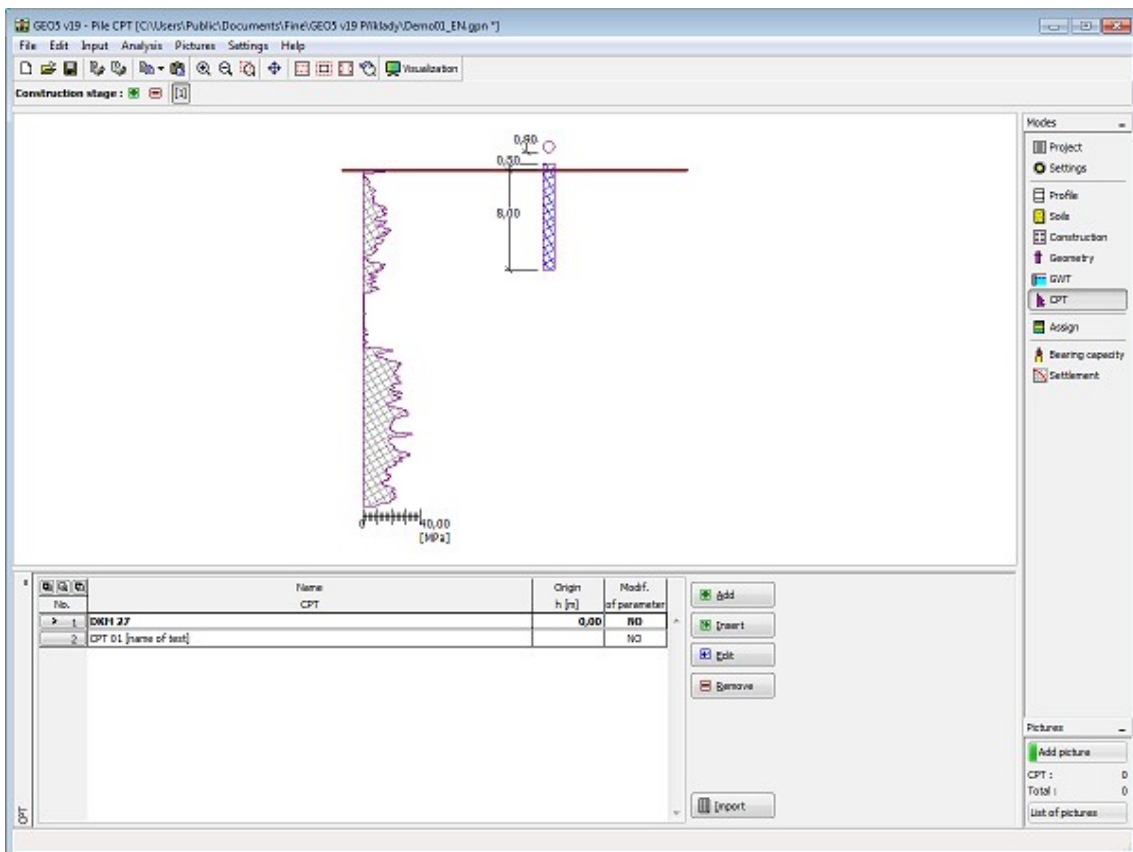 GEO5 v19 - Pile CPT [C:\Users\Public\Documents\Fine\GEO5 v19 Příklady\Demo01_EN.gpn *]
File Edit Input Analysis Pictures Settings Help
Visualization
Construction stage : [1]
0,90
0,50
8,00
0 40,00
[MPa]
Modes
Project
Settings
Profile
Soils
Construction
Geometry
GWT
CPT
Assign
Bearing capacity
Settlement
Name Origin Modif.
No. CPT h [m] of parameter
> 1 DKM 27 0,00 NO
2 CPT 01 [name of test] NO
Add
Insert
Edit
Remove
Import
CPT
Pictures
Add picture
CPT : 0
Total : 0
List of pictures